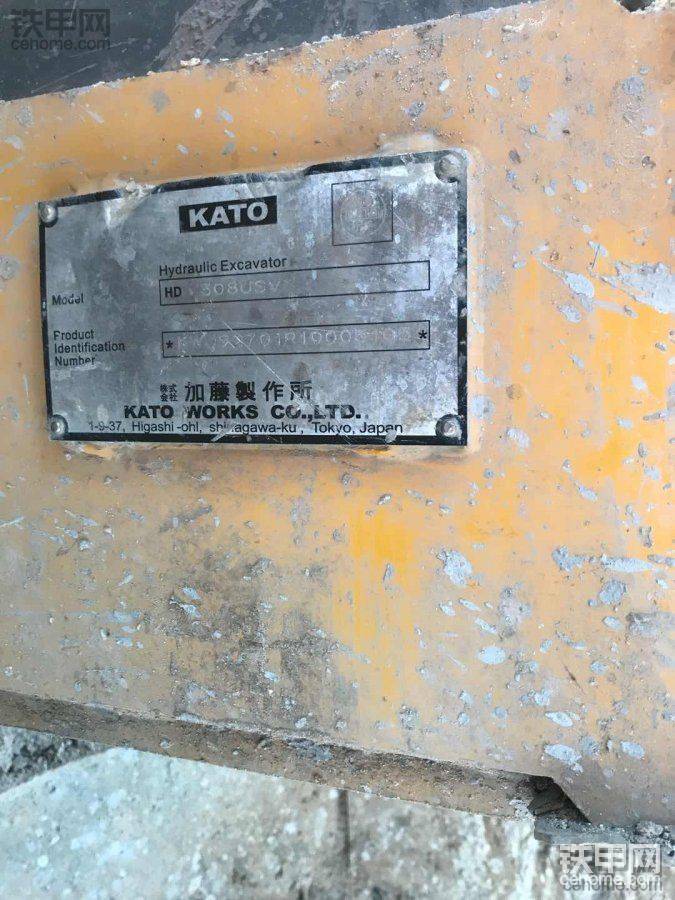 铁甲网
cehome.com
KATO
Hydraulic Excavator
Model
HD 308USV
Product
Identification
Number
株式
会社
加藤製作所
KATO WORKS CO.,LTD.
1-9-37, Higashi-ohi, Tokyo, Japan
铁甲网
cehome.com